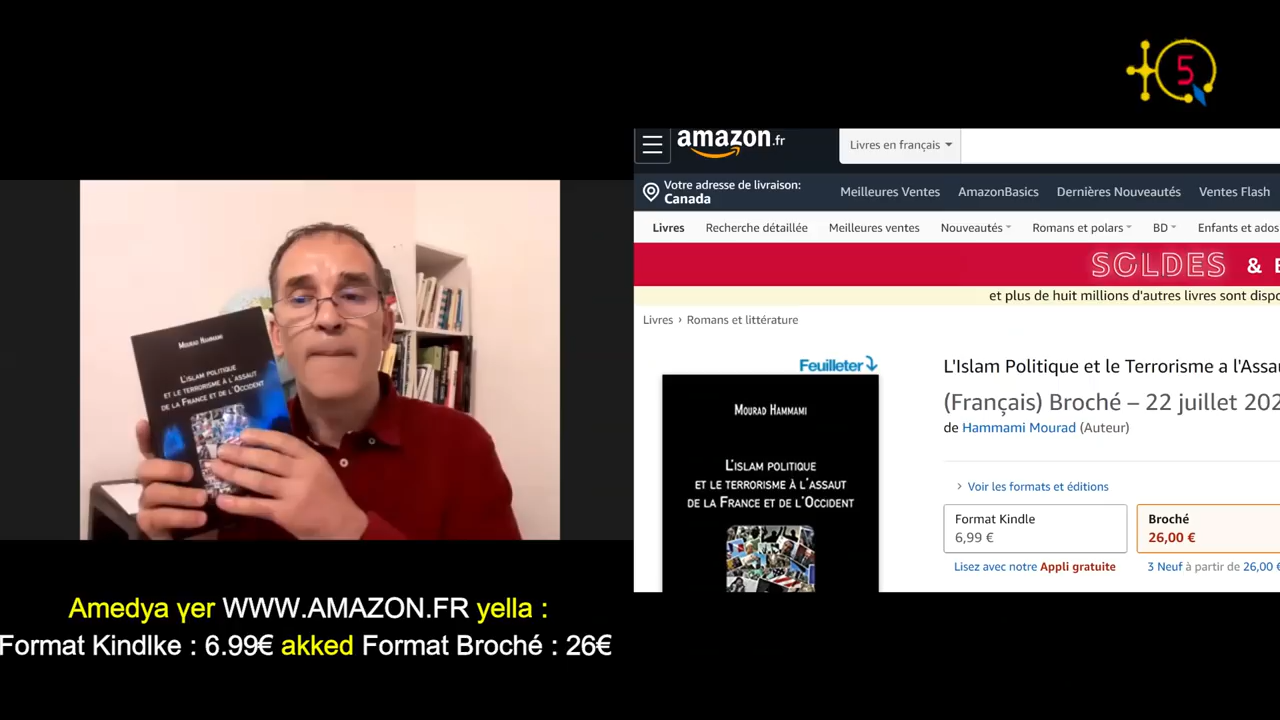 5
amazon.fr
Livres en français
Votre adresse de livraison:
Canada
Meilleures Ventes AmazonBasics Dernières Nouveautés Ventes Flash
Livres Recherche détaillée Meilleures ventes Nouveautés Romans et polars BD Enfants et ados
SOLDES &
et plus de huit millions d'autres livres sont
Livres › Romans et littérature
Feuilleter
L'Islam Politique et le Terrorisme a
(Français) Broché – 22 juillet
de Hammami Mourad (Auteur)
Voir les formats et éditions
Format Kindle
6,99 €
Lisez avec notre Appli gratuite
Broché
26,00 €
3 Neuf à partir de 26,00
MOURAD HAMMAMI
L'ISLAM POLITIQUE
ET LE TERRORISME À L'ASSAUT
DE LA FRANCE ET DE L'OCCIDENT
MOURAD HAMMAMI
L'ISLAM POLITIQUE
ET LE TERRORISME À L'ASSAUT
DE LA FRANCE ET DE L'OCCIDENT
Amedya γer WWW.AMAZON.FR yella :
Format Kindlke : 6.99€ akked Format Broché : 26€